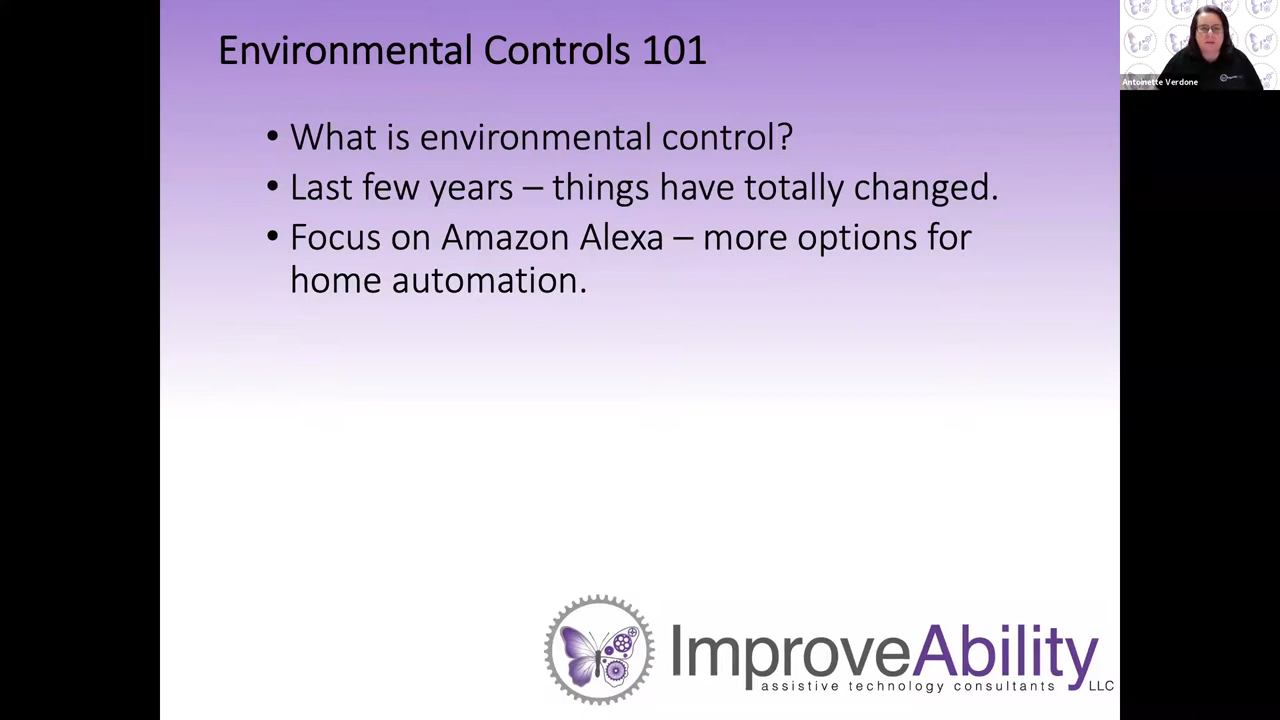 Environmental Controls 101
• What is environmental control?
• Last few years – things have totally changed.
• Focus on Amazon Alexa – more options for
home automation.
Antoinette Verdone
ImproveAbility
assistive technology consultants LLC